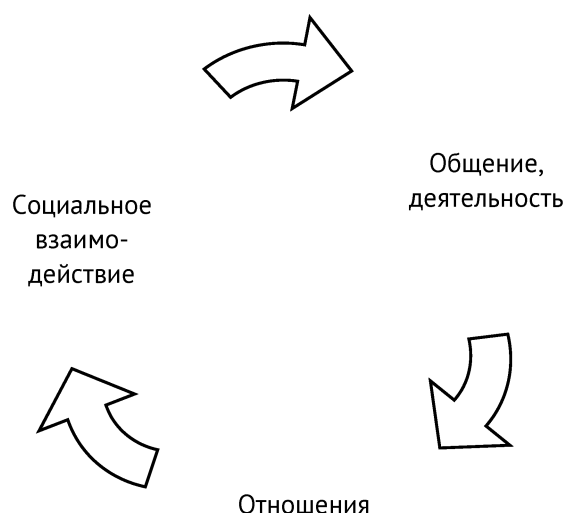 Общение,
деятельность
Социальное
взаимо-
действие
Отношения